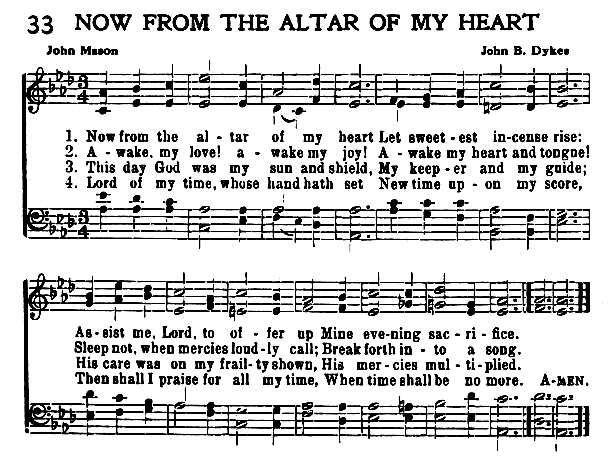 33 NOW FROM THE ALTAR OF MY HEART
John Mason John B. Dykes
1. Now from the al - tar of my heart Let sweet - est in-cense rise:
2. A - wake, my love! a - wake my joy! A - wake my heart and tongue!
3. This day God was my sun and shield, My keep - er and my guide;
4. Lord of my time, whose hand hath set New time up - on my score,
As-sist me, Lord, to of - fer up Mine eve-ning sac - ri - fice.
Sleep not, when mercies loud-ly call; Break forth in - to a song.
His care was on my frail-ty shown, His mer-cies mul - ti-plied.
Then shall I praise for all my time, When time shall be no more. A-MEN.